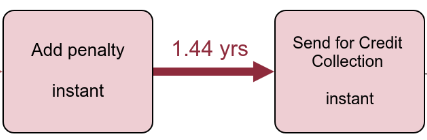 Add penalty
instant
1.44 yrs
Send for Credit
Collection
instant